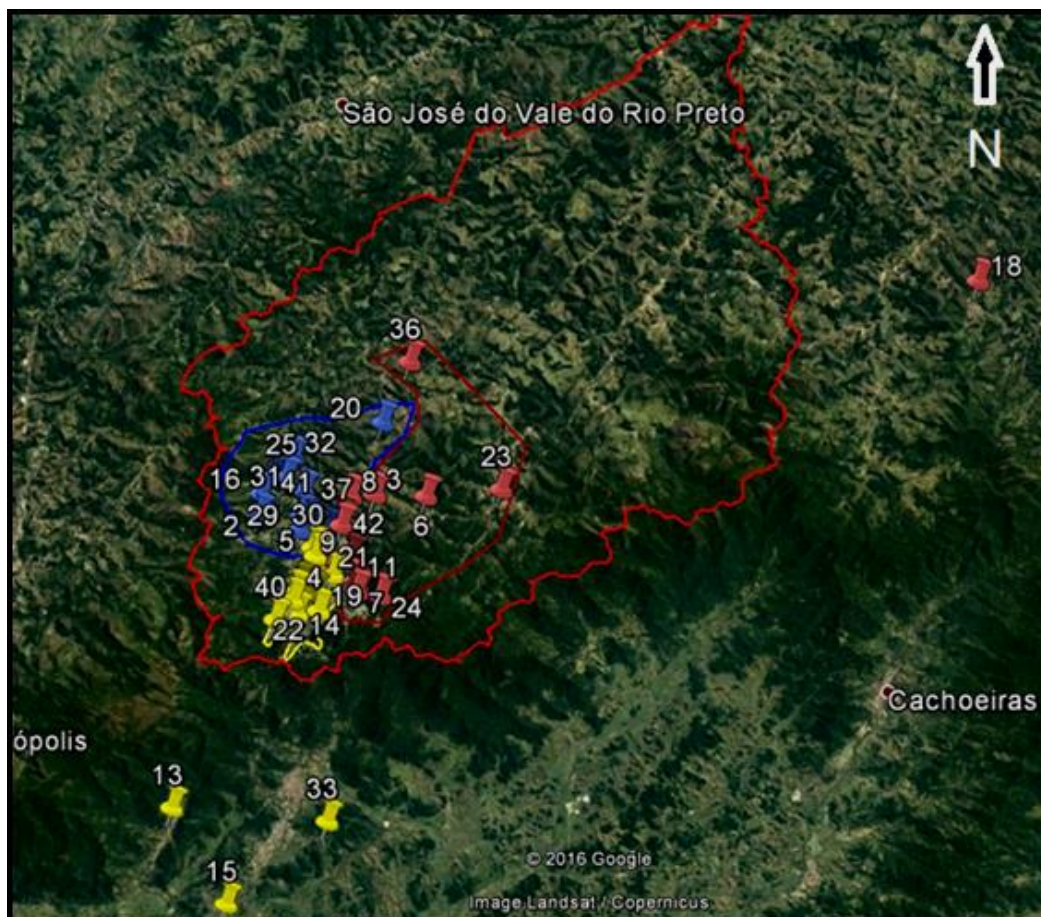 São José do Vale do Rio Preto
N
18
36
20
25 32
23
16 31 41 37 8 3
6
2 29 30 42
5 9
21
40 4 11
19 7 24
22 14
Cachoeiras
ópolis
13
33
15
© 2016 Google
Image Landsat / Copernicus